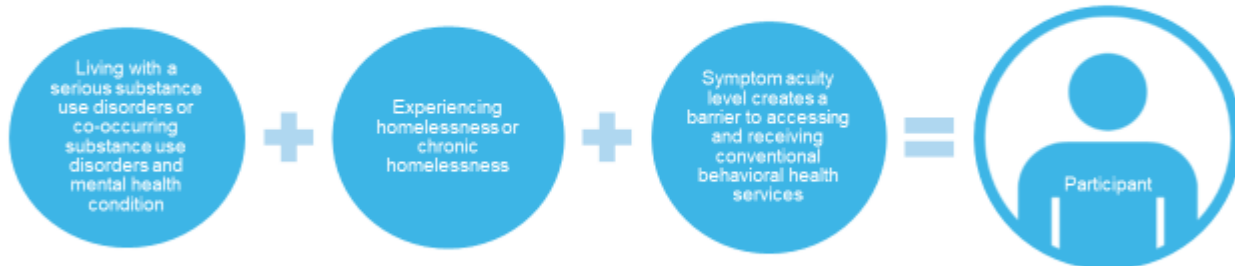 Living with a
serious substance
use disorders or
co-occurring
substance use
disorders and
mental health
condition
Experiencing
homelessness or
chronic
homelessness
Symptom acuity
level creates a
barrier to accessing
and receiving
conventional
behavioral health
services
Participant